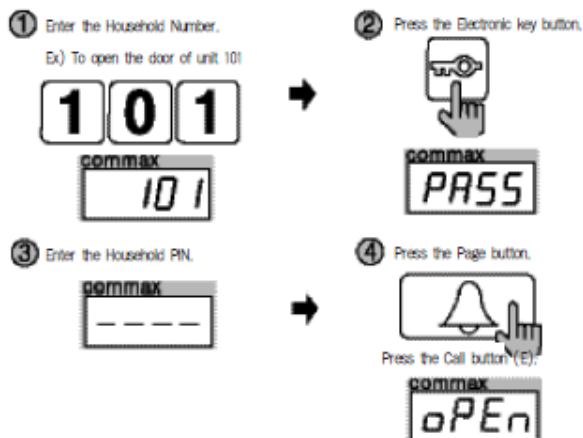 ① Enter the Household Number.
Ex) To open the door of unit 101
1 0 1
commax
101
② Press the Electronic key button.
commax
PASS
③ Enter the Household PIN.
commax
_ _ _ _
④ Press the Page button.
Press the Call button (E).
commax
oPEn